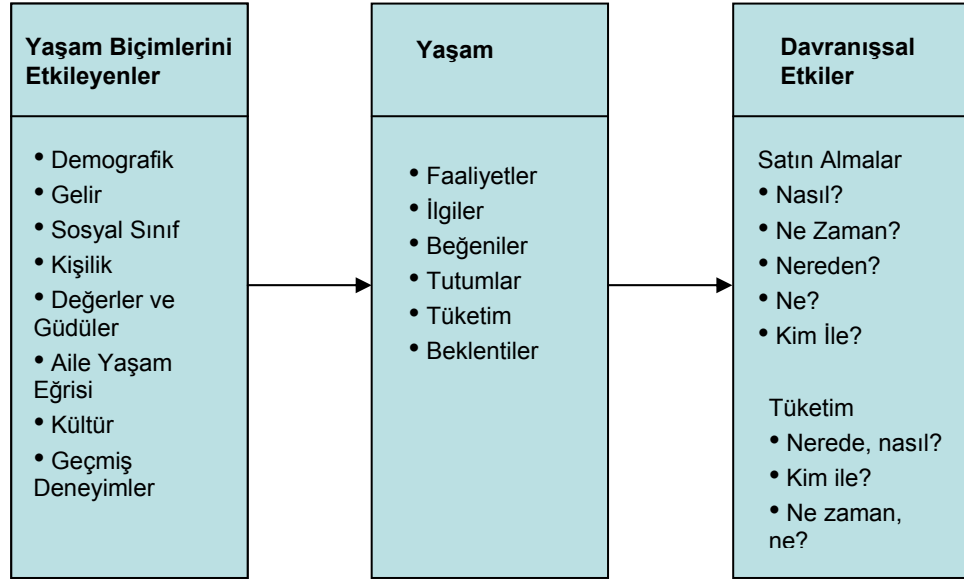 Yaşam Biçimlerini
Etkileyenler
• Demografik
• Gelir
• Sosyal Sınıf
• Kişilik
• Değerler ve
Güdüler
• Aile Yaşam
Eğrisi
• Kültür
• Geçmiş
Deneyimler
Yaşam
• Faaliyetler
• İlgiler
• Beğeniler
• Tutumlar
• Tüketim
• Beklentiler
Davranışsal
Etkiler
Satın Almalar
• Nasıl?
• Ne Zaman?
• Nereden?
• Ne?
• Kim İle?
Tüketim
• Nerede, nasıl?
• Kim ile?
• Ne zaman,
ne?